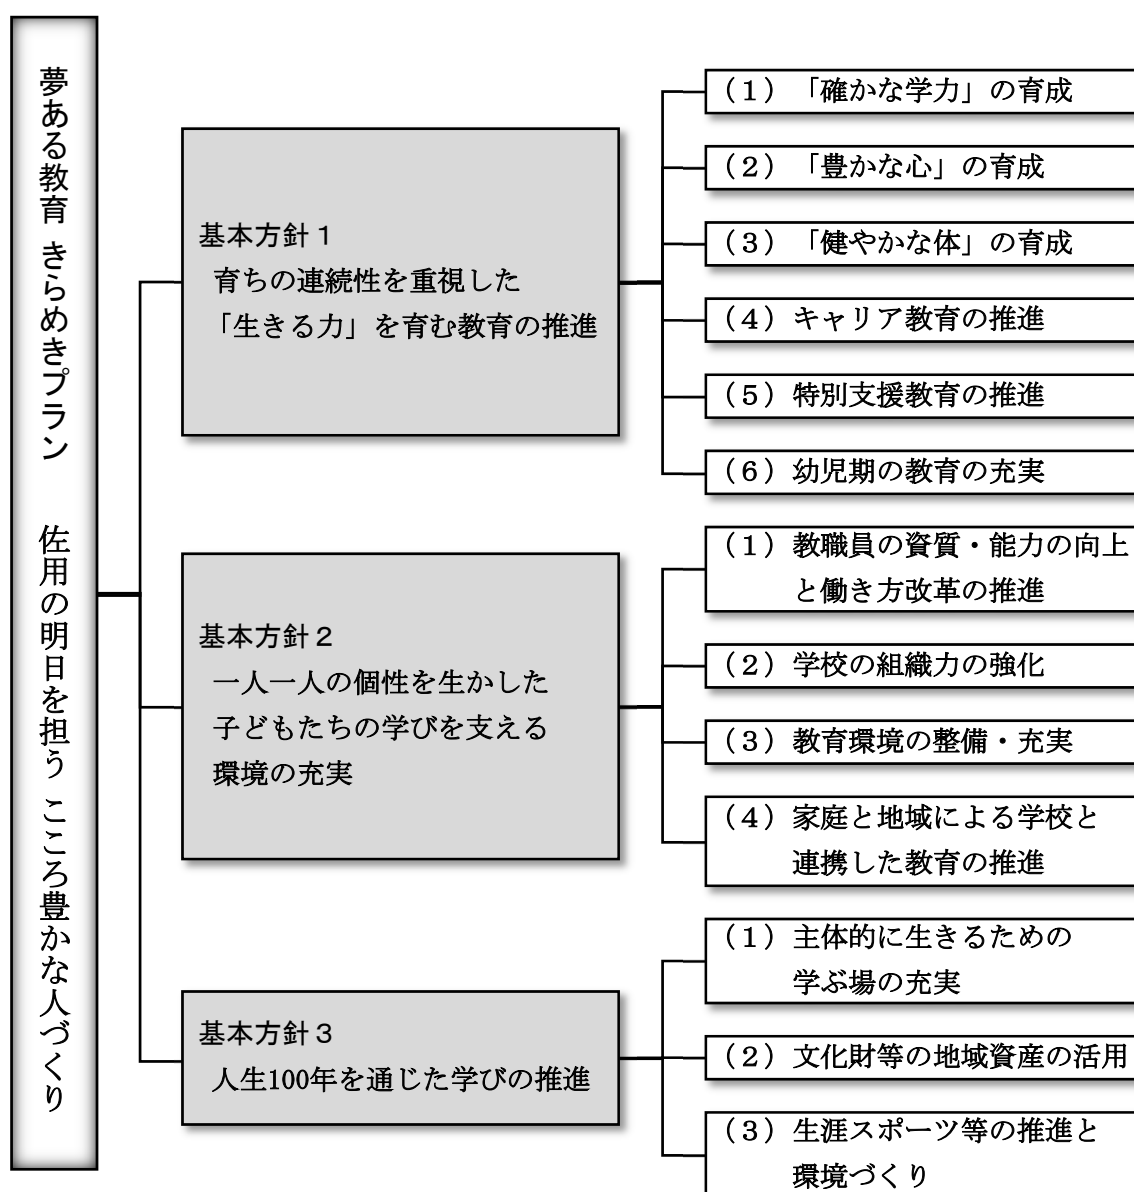 夢ある教育 きらめきプラン　佐用の明日を担う こころ豊かな人づくり
基本方針１
育ちの連続性を重視した
「生きる力」を育む教育の推進
（１）「確かな学力」の育成
（２）「豊かな心」の育成
（３）「健やかな体」の育成
（４）キャリア教育の推進
（５）特別支援教育の推進
（６）幼児期の教育の充実
基本方針２
一人一人の個性を生かした
子どもたちの学びを支える
環境の充実
（１）教職員の資質・能力の向上
と働き方改革の推進
（２）学校の組織力の強化
（３）教育環境の整備・充実
（４）家庭と地域による学校と
連携した教育の推進
基本方針３
人生100年を通じた学びの推進
（１）主体的に生きるための
学ぶ場の充実
（２）文化財等の地域資産の活用
（３）生涯スポーツ等の推進と
環境づくり